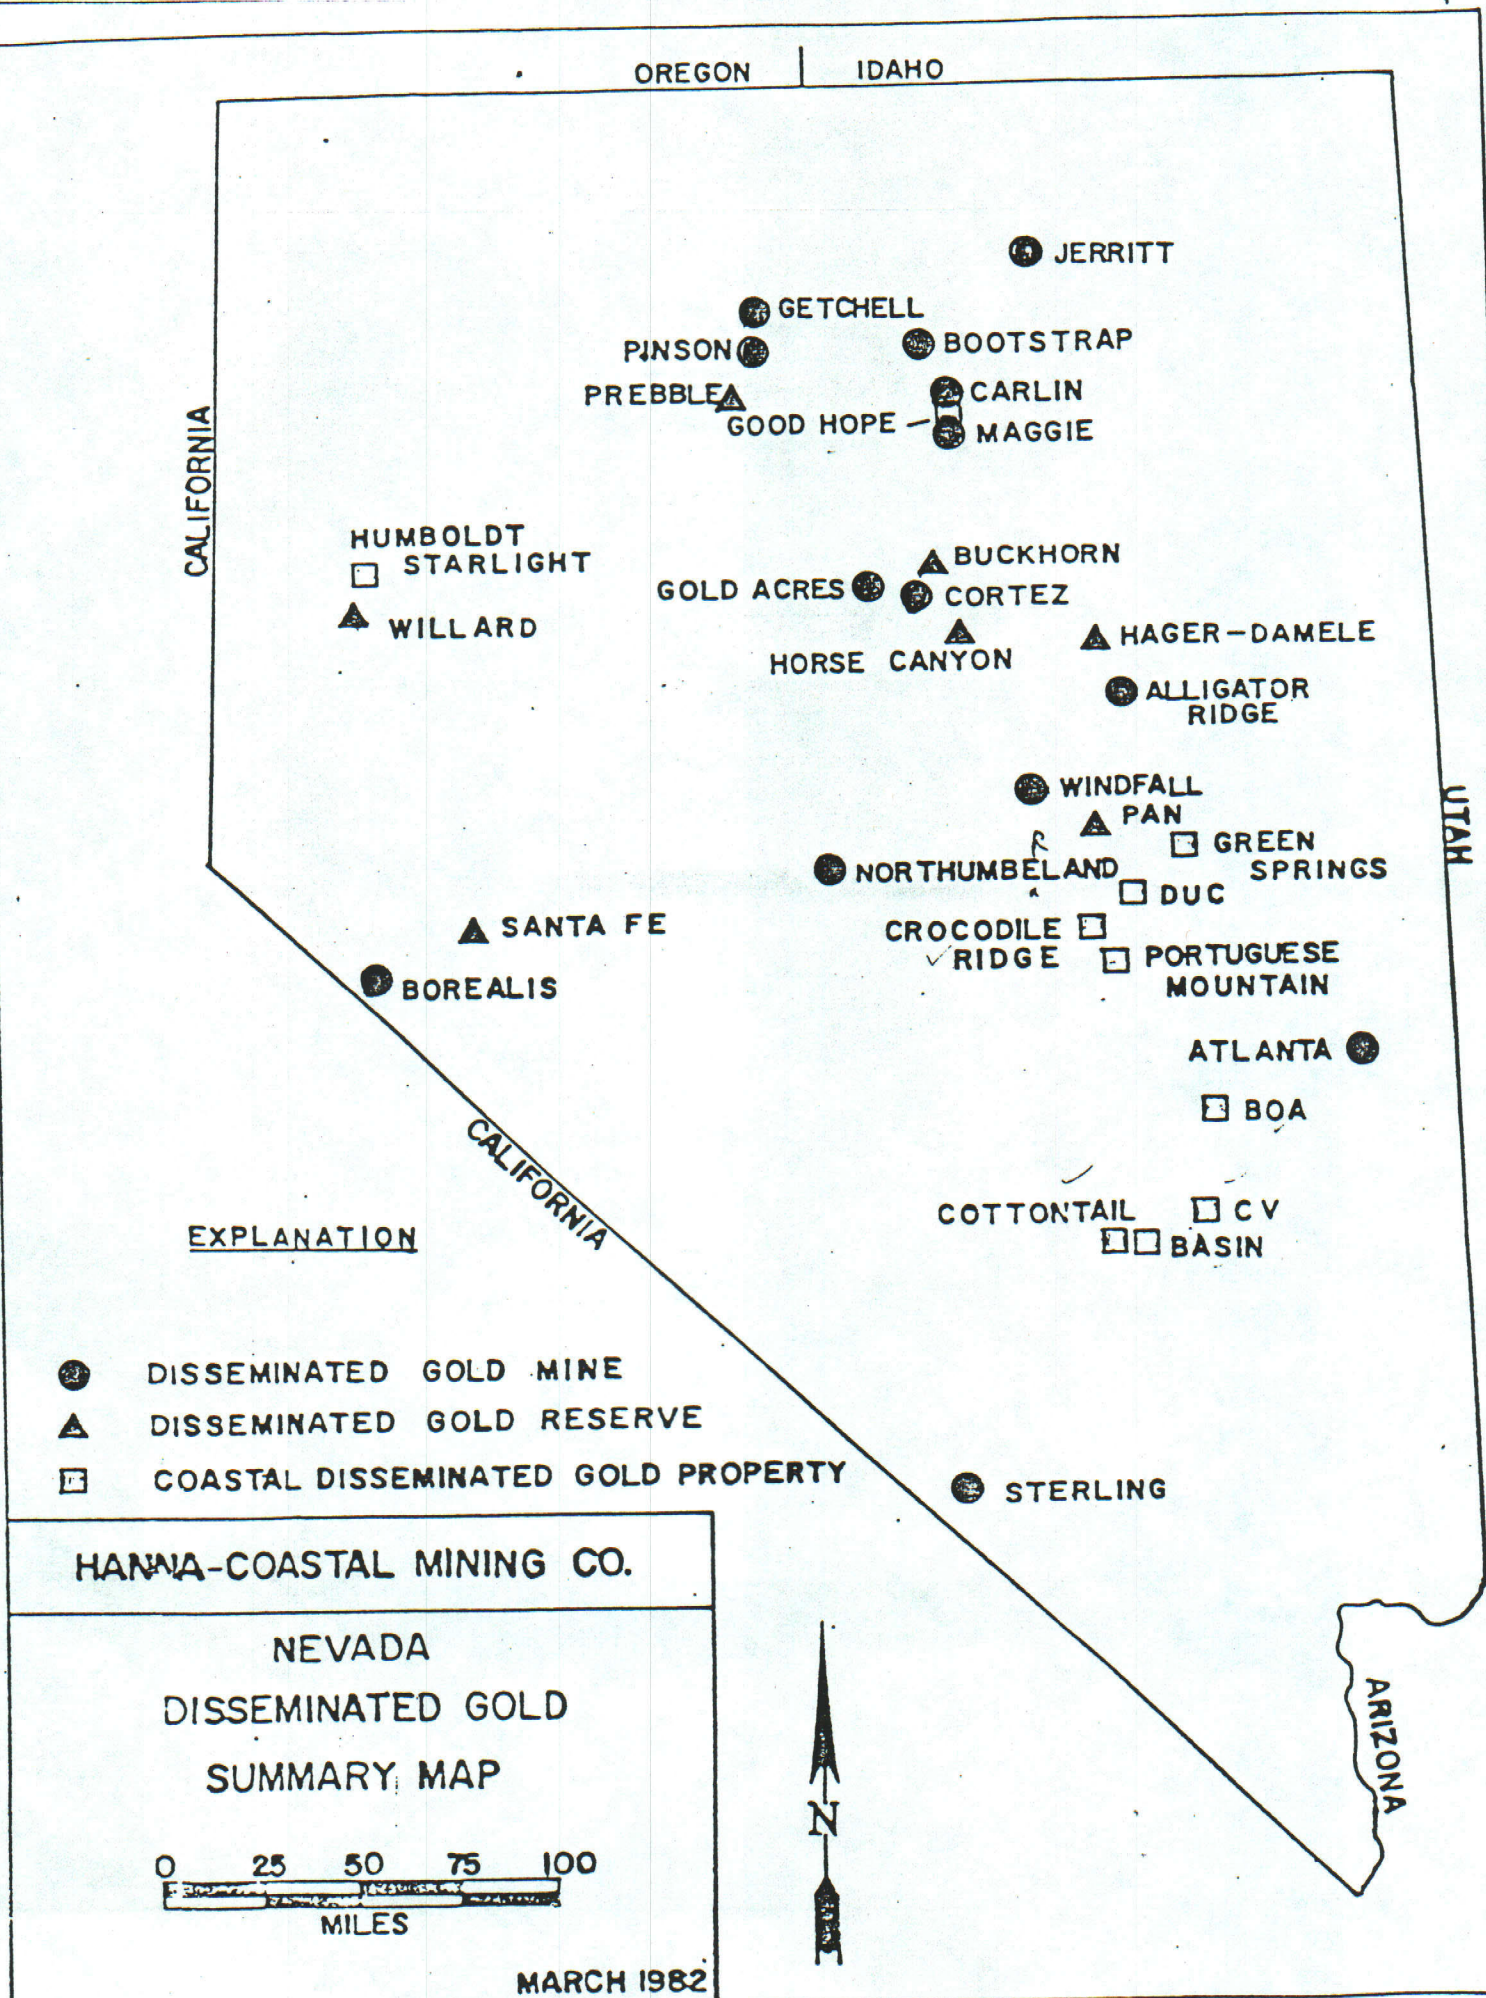 OREGON
IDAHO
JERRITT
GETCHELL
PINSON
BOOTSTRAP
PREBBLE
CARLIN
GOOD HOPE
MAGGIE
CALIFORNIA
HUMBOLDT
STARLIGHT
WILLARD
BUCKHORN
GOLD ACRES
CORTEZ
HORSE CANYON
HAGER-DAMELE
ALLIGATOR
RIDGE
WINDFALL
PAN
R
GREEN
SPRINGS
UTAH
NORTHUMBELAND
DUC
CROCODILE
RIDGE
PORTUGUESE
MOUNTAIN
SANTA FE
BOREALIS
ATLANTA
BOA
CALIFORNIA
COTTONTAIL
CV
BASIN
EXPLANATION
DISSEMINATED GOLD MINE
DISSEMINATED GOLD RESERVE
COASTAL DISSEMINATED GOLD PROPERTY
STERLING
HANNA-COASTAL MINING CO.
NEVADA
DISSEMINATED GOLD
SUMMARY MAP
ARIZONA
N
0 25 50 75 100
MILES
MARCH 1982